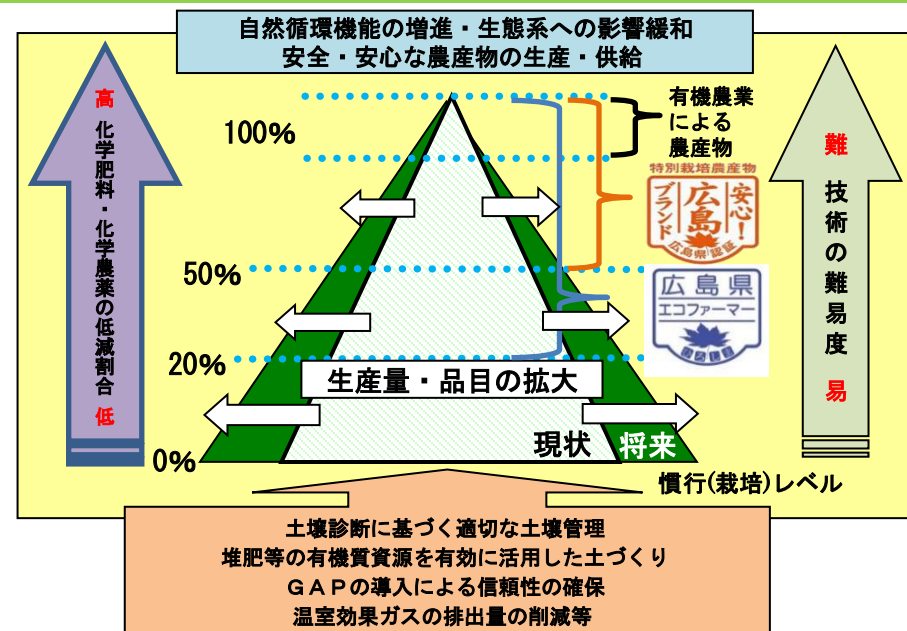 自然循環機能の増進・生態系への影響緩和
安全・安心な農産物の生産・供給
高 化学肥料・化学農薬の低減割合 低
100%
50%
20%
0%
有機農業
による
農産物
特別栽培農産物
安心!
広島
ブランド
広島県認証
広島県
エコファーマー
難 技術の難易度 易
生産量・品目の拡大
現状
将来
慣行(栽培)レベル
土壌診断に基づく適切な土壌管理
堆肥等の有機質資源を有効に活用した土づくり
GAPの導入による信頼性の確保
温室効果ガスの排出量の削減等